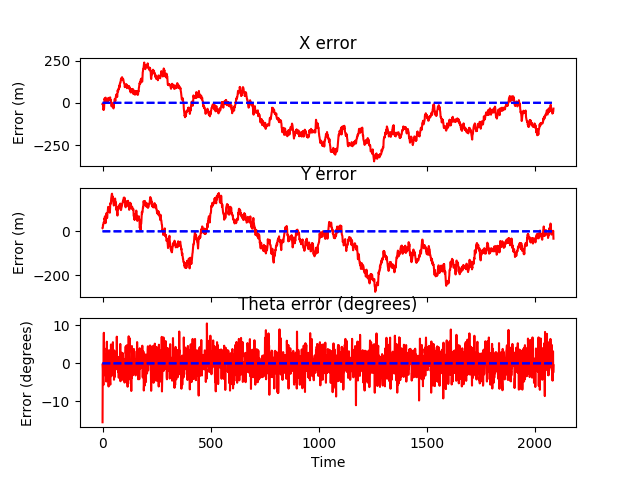 X error
250
0
−250
Error (m)
Y error
0
−200
Error (m)
Theta error (degrees)
10
0
−10
Error (degrees)
0
500
1000
1500
2000
Time